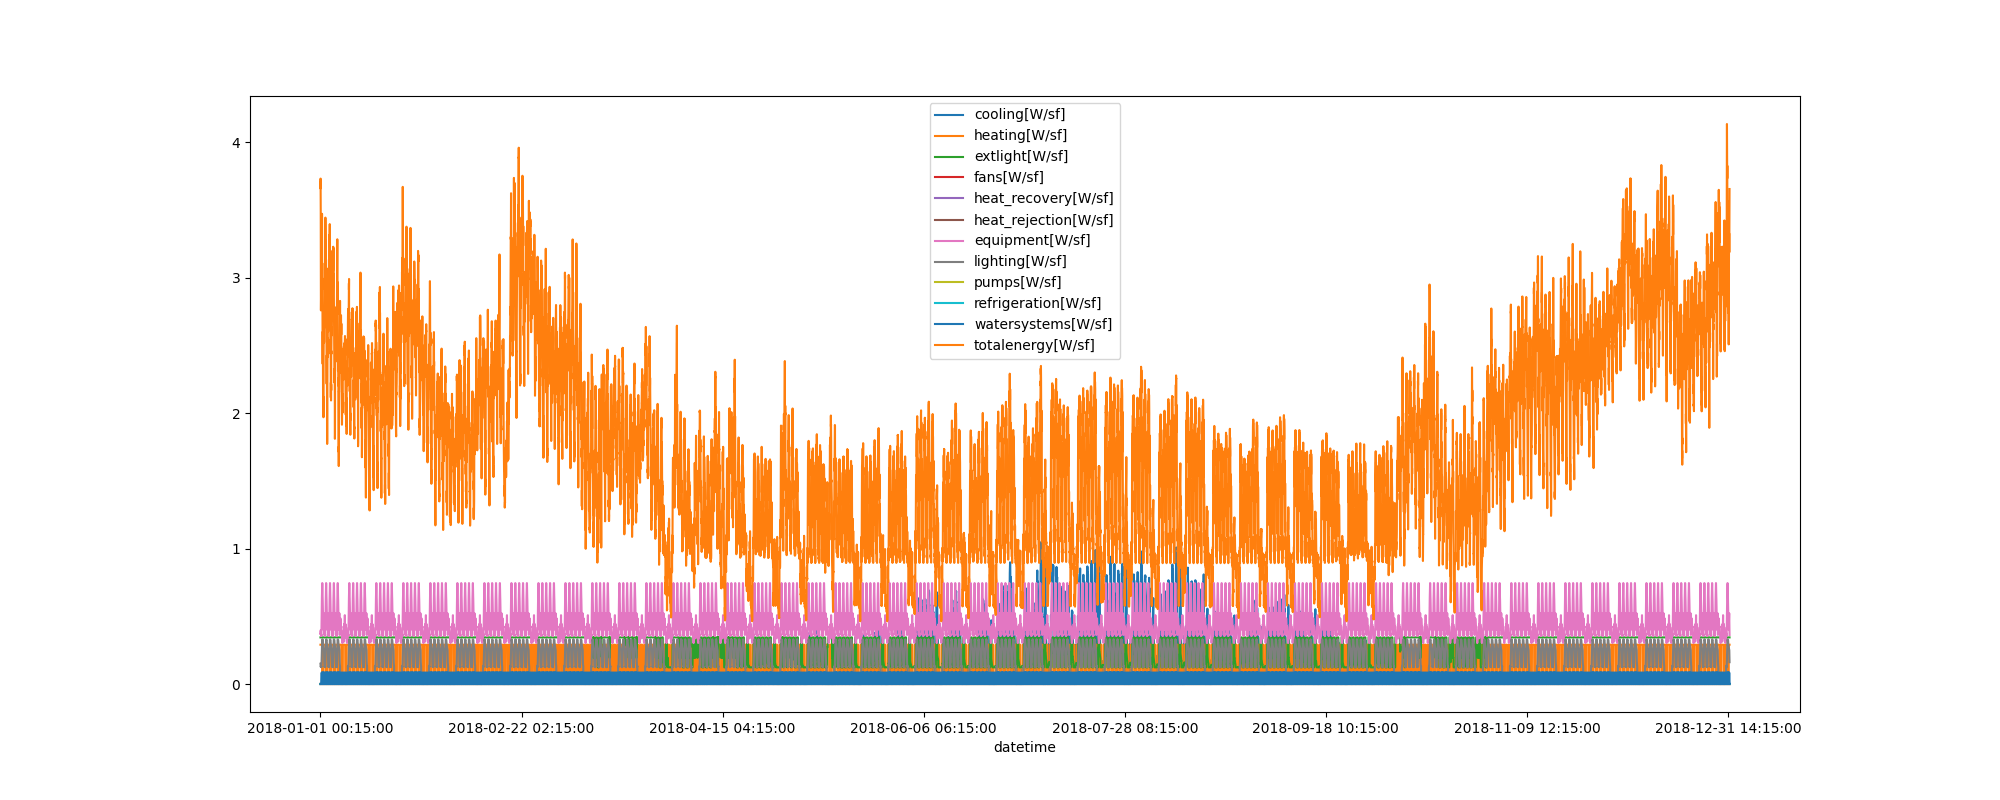 4
3
2
1
0
cooling[W/sf]
heating[W/sf]
extlight[W/sf]
fans[W/sf]
heat_recovery[W/sf]
heat_rejection[W/sf]
equipment[W/sf]
lighting[W/sf]
pumps[W/sf]
refrigeration[W/sf]
watersystems[W/sf]
totalenergy[W/sf]
2018-01-01 00:15:00 2018-02-22 02:15:00 2018-04-15 04:15:00 2018-06-06 06:15:00 2018-07-28 08:15:00 2018-09-18 10:15:00 2018-11-09 12:15:00 2018-12-31 14:15:00
datetime